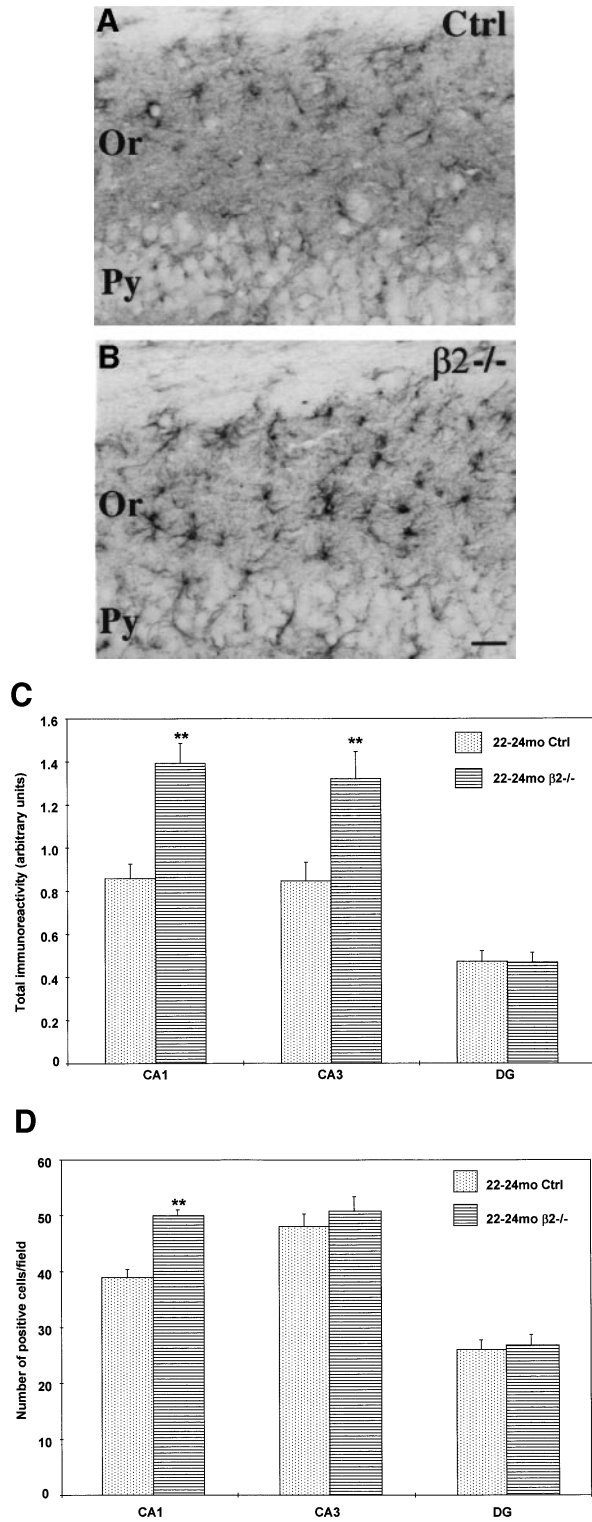 A
Ctrl
Or
Py
B
β2-/-
Or
Py
C
1.6
1.4
1.2
1.0
0.8
0.6
0.4
0.2
0
Total immunoreactivity (arbitrary units)
**
**
22-24mo Ctrl
22-24mo β2-/-
CA1
CA3
DG
D
60
50
40
30
20
10
0
Number of positive cells/field
**
22-24mo Ctrl
22-24mo β2-/-
CA1
CA3
DG